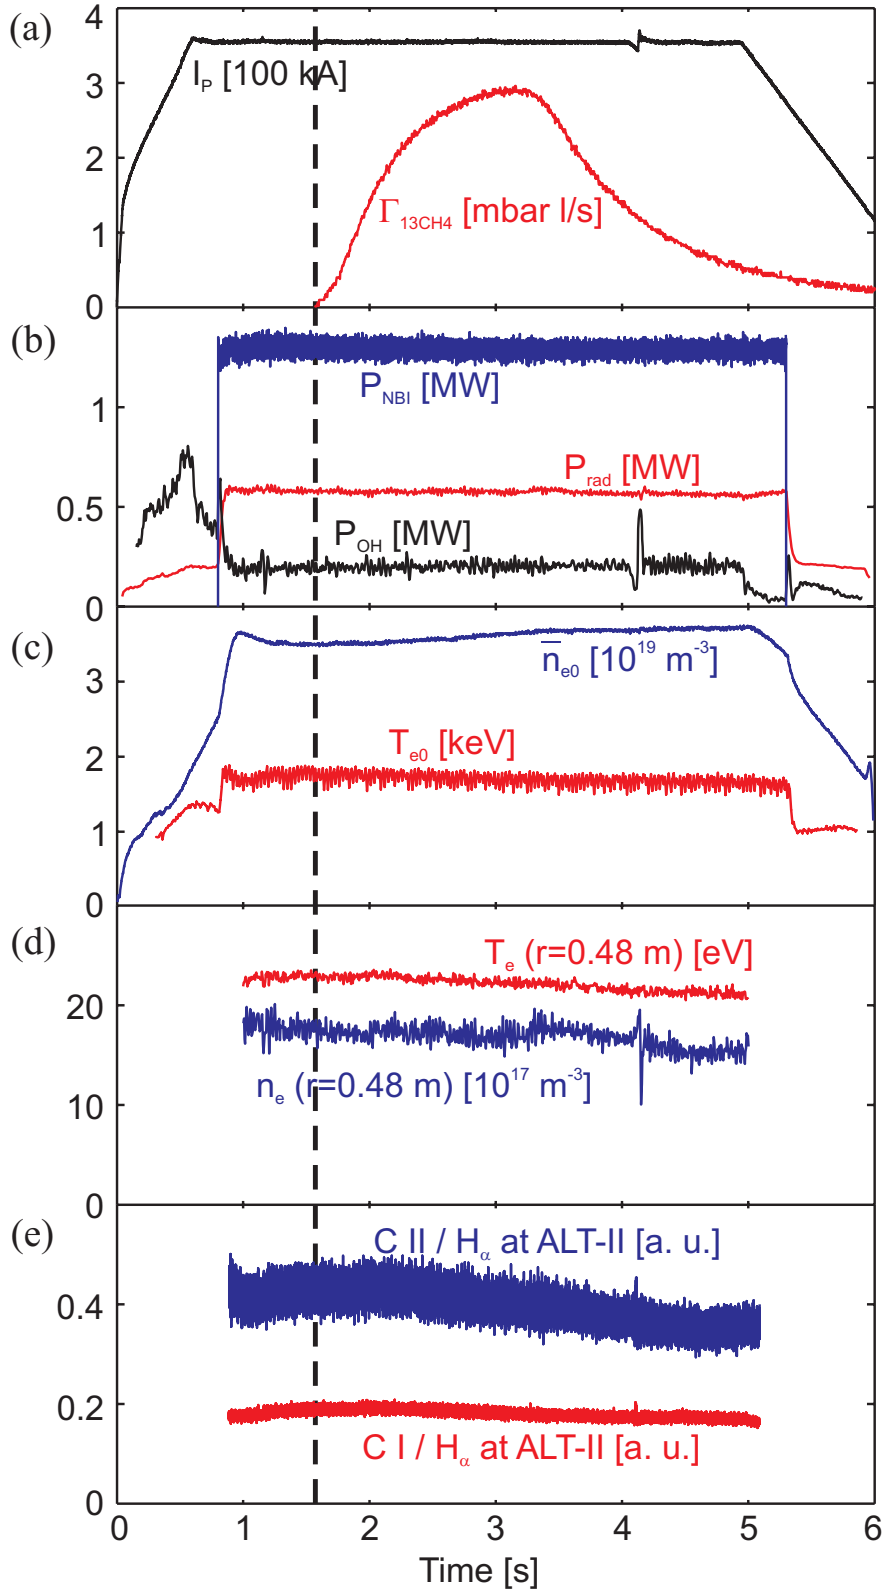 (a)
4
3
2
1
0
I_P [100 kA]
Γ_13CH4 [mbar l/s]
(b)
1
0.5
0
P_NBI [MW]
P_rad [MW]
P_OH [MW]
(c)
3
2
1
0
n̅_e0 [10^19 m^-3]
T_e0 [keV]
(d)
20
10
0
T_e (r=0.48 m) [eV]
n_e (r=0.48 m) [10^17 m^-3]
(e)
0.4
0.2
0
C II / H_α at ALT-II [a. u.]
C I / H_α at ALT-II [a. u.]
0 1 2 3 4 5 6
Time [s]